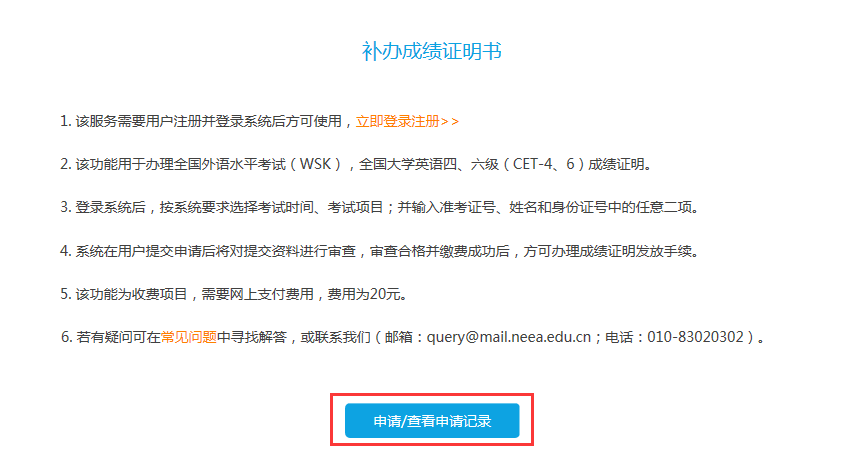 补办成绩证明书
1. 该服务需要用户注册并登录系统后方可使用，立即登录注册>>
2. 该功能用于办理全国外语水平考试（WSK），全国大学英语四、六级（CET-4、6）成绩证明。
3. 登录系统后，按系统要求选择考试时间、考试项目；并输入准考证号、姓名和身份证号中的任意二项。
4. 系统在用户提交申请后将对提交资料进行审查，审查合格并缴费成功后，方可办理成绩证明发放手续。
5. 该功能为收费项目，需要网上支付费用，费用为20元。
6. 若有疑问可在常见问题中寻找解答，或联系我们（邮箱：query@mail.neea.edu.cn；电话：010-83020302）。
申请/查看申请记录